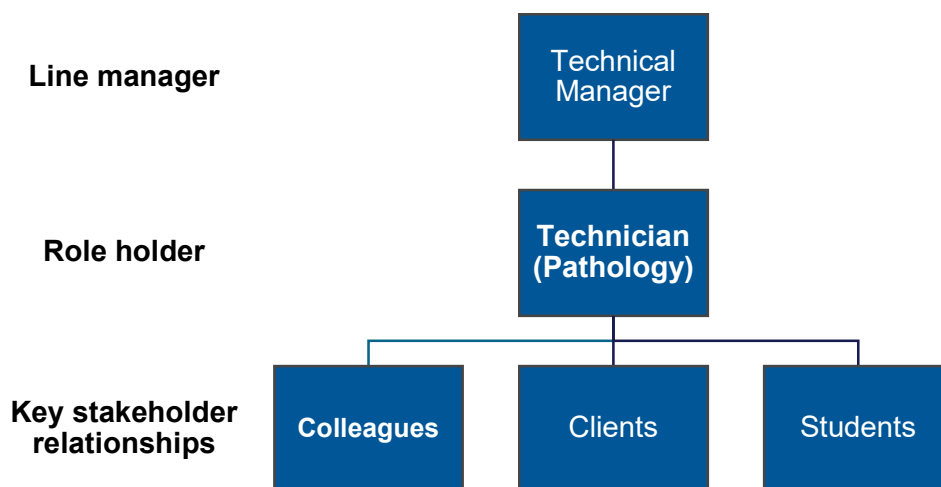 Line manager
Technical
Manager
Role holder
Technician
(Pathology)
Key stakeholder
relationships
Colleagues
Clients
Students